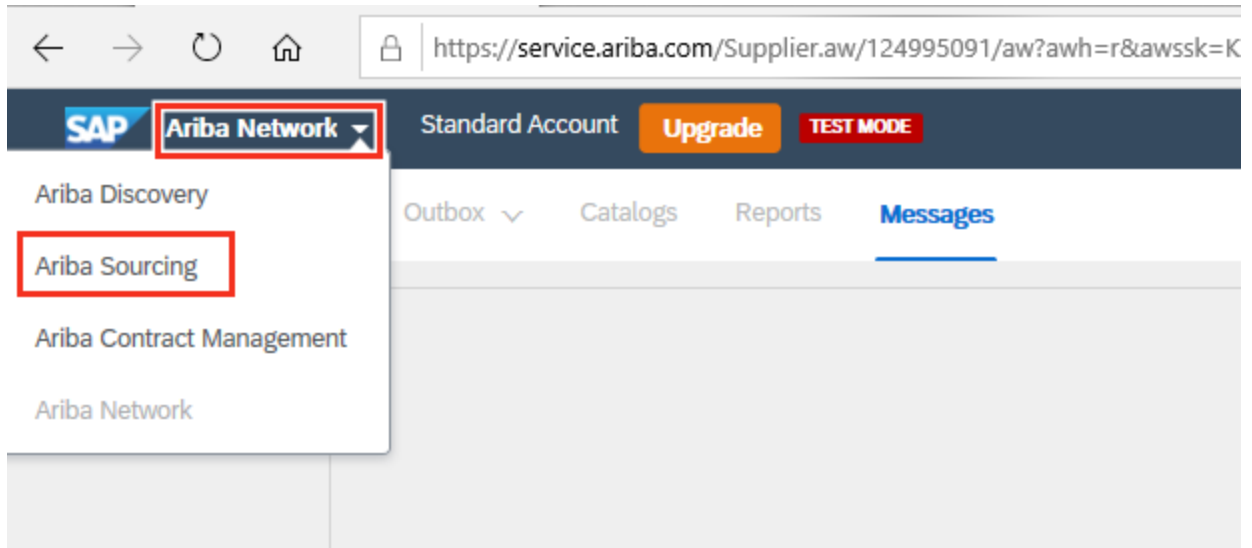 https://service.ariba.com/Supplier.aw/124995091/aw?awh=r&awssk=K
SAP Ariba Network Standard Account Upgrade TEST MODE
Outbox Catalogs Reports Messages
Ariba Discovery
Ariba Sourcing
Ariba Contract Management
Ariba Network